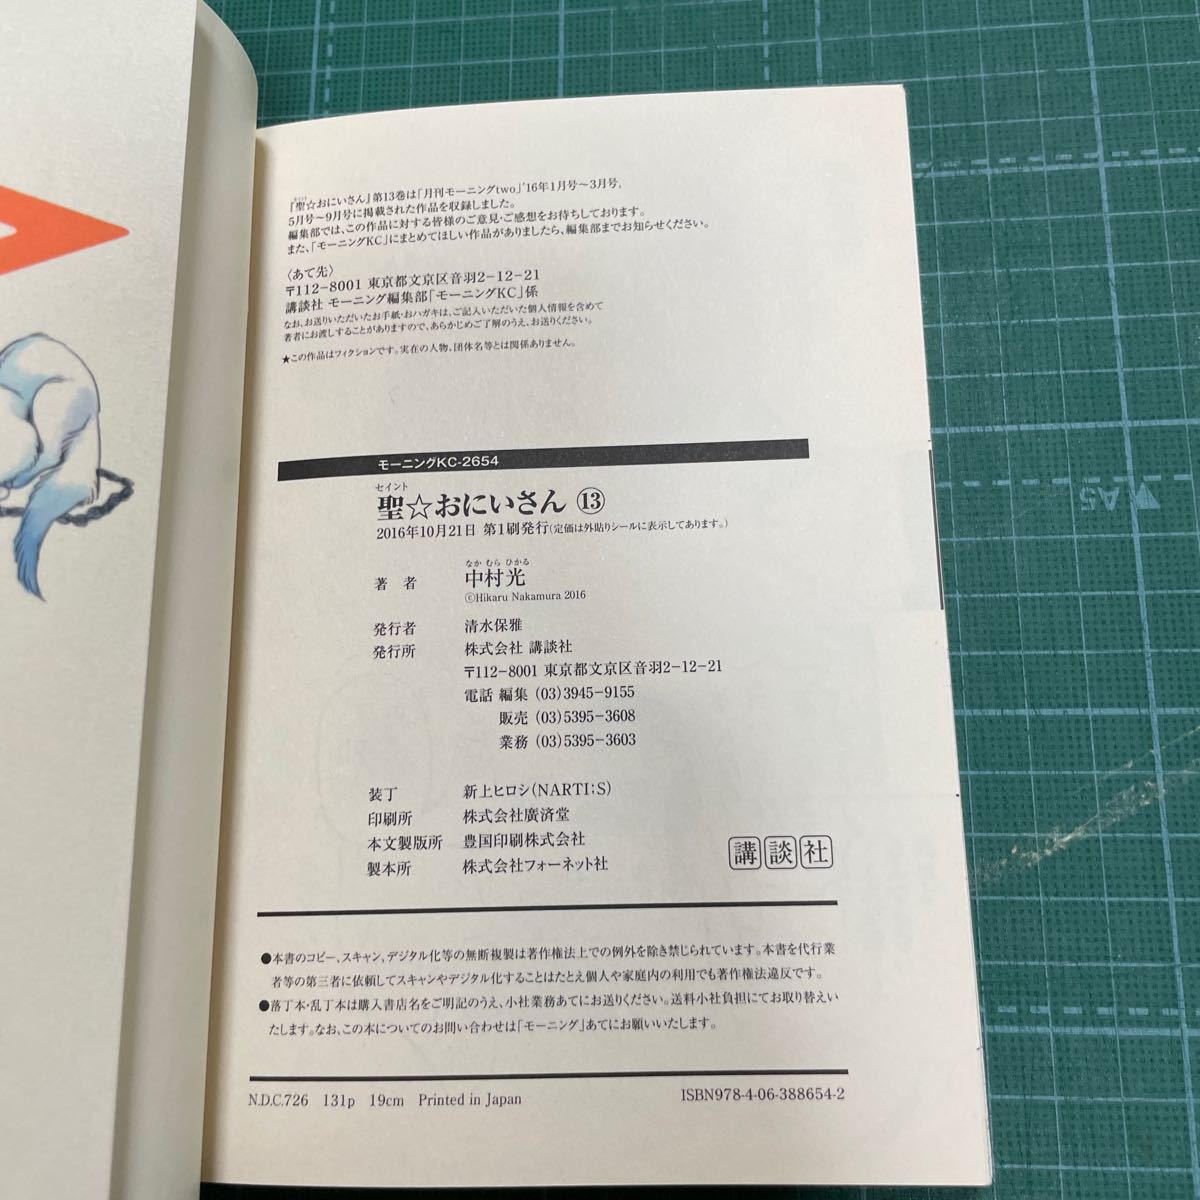 せいんと
『聖☆おにいさん』第13巻は「月刊モーニングtwo」'16年1月号〜3月号、
5月号〜9月号に掲載された作品を収録しました。
編集部では、この作品に対する皆様のご意見・ご感想をお待ちしております。
また、「モーニングKC」にまとめてほしい作品がありましたら、編集部までお知らせください。
〈あて先〉
〒112-8001 東京都文京区音羽2-12-21
講談社 モーニング編集部「モーニングKC」係
なお、お送りいただいたお手紙・おハガキは、ご記入いただいた個人情報を含めて
著者にお渡しすることがありますので、あらかじめご了解のうえ、お送りください。
★この作品はフィクションです。実在の人物、団体名等とは関係ありません。
モーニングKC-2654
セイント
聖☆おにいさん ⑬
2016年10月21日 第1刷発行(定価は外貼りシールに表示してあります。)
なか むら ひかる
著 者 中村光
©Hikaru Nakamura 2016
発行者 清水保雅
発行所 株式会社 講談社
〒112-8001 東京都文京区音羽2-12-21
電話 編集 (03)3945-9155
販売 (03)5395-3608
業務 (03)5395-3603
装丁 新上ヒロシ(NARTI;S)
印刷所 株式会社廣済堂
本文製版所 豊国印刷株式会社
製本所 株式会社フォーネット社
講談社
●本書のコピー、スキャン、デジタル化等の無断複製は著作権法上での例外を除き禁じられています。本書を代行業
者等の第三者に依頼してスキャンやデジタル化することはたとえ個人や家庭内の利用でも著作権法違反です。
●落丁本・乱丁本は購入書店名をご明記のうえ、小社業務あてにお送りください。送料小社負担にてお取り替えい
たします。なお、この本についてのお問い合わせは「モーニング」あてにお願いいたします。
N.D.C.726 131p 19cm Printed in Japan ISBN978-4-06-388654-2
A5